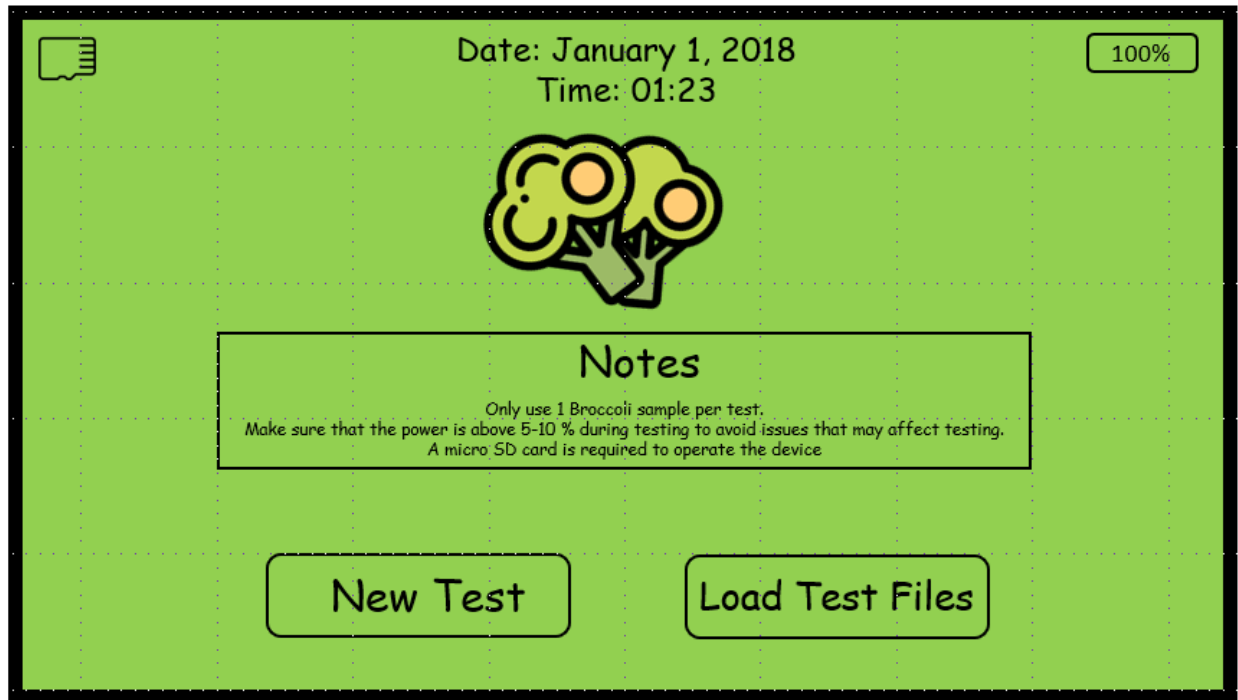 Date: January 1, 2018
100%
Time: 01:23
Notes
Only use 1 Broccoli sample per test.
Make sure that the power is above 5-10 % during testing to avoid issues that may affect testing.
A micro SD card is required to operate the device
New Test
Load Test Files